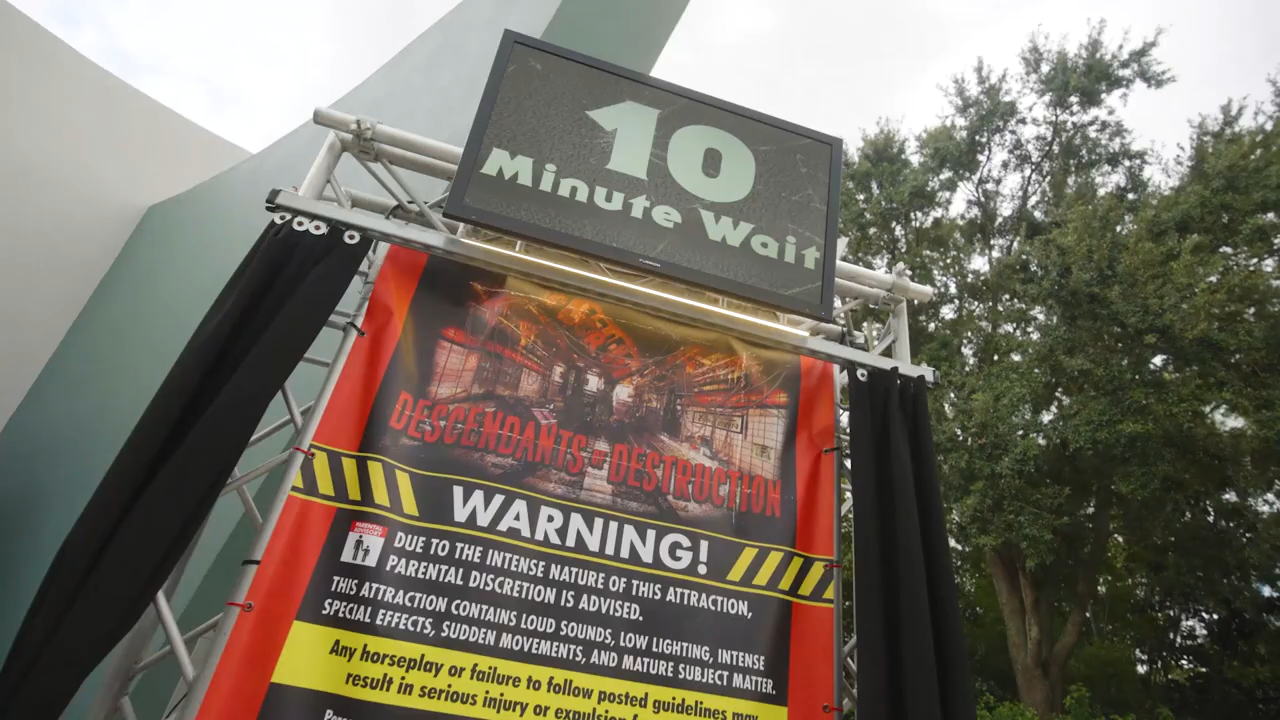 10
Minute Wait
DESCENDANTS OF DESTRUCTION
WARNING!
PARENTAL
ADVISORY
DUE TO THE INTENSE NATURE OF THIS ATTRACTION,
PARENTAL DISCRETION IS ADVISED.
THIS ATTRACTION CONTAINS LOUD SOUNDS, LOW LIGHTING, INTENSE
SPECIAL EFFECTS, SUDDEN MOVEMENTS, AND MATURE SUBJECT MATTER.
Any horseplay or failure to follow posted guidelines may
result in serious injury or expulsion